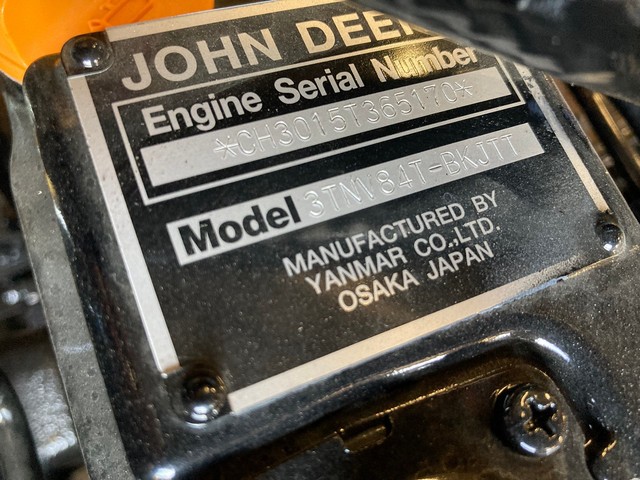 JOHN DEERE
Engine Serial Number
*CH3015T365170*
Model 3TNV84T-BKJTT
MANUFACTURED BY
YANMAR CO.,LTD.
OSAKA JAPAN